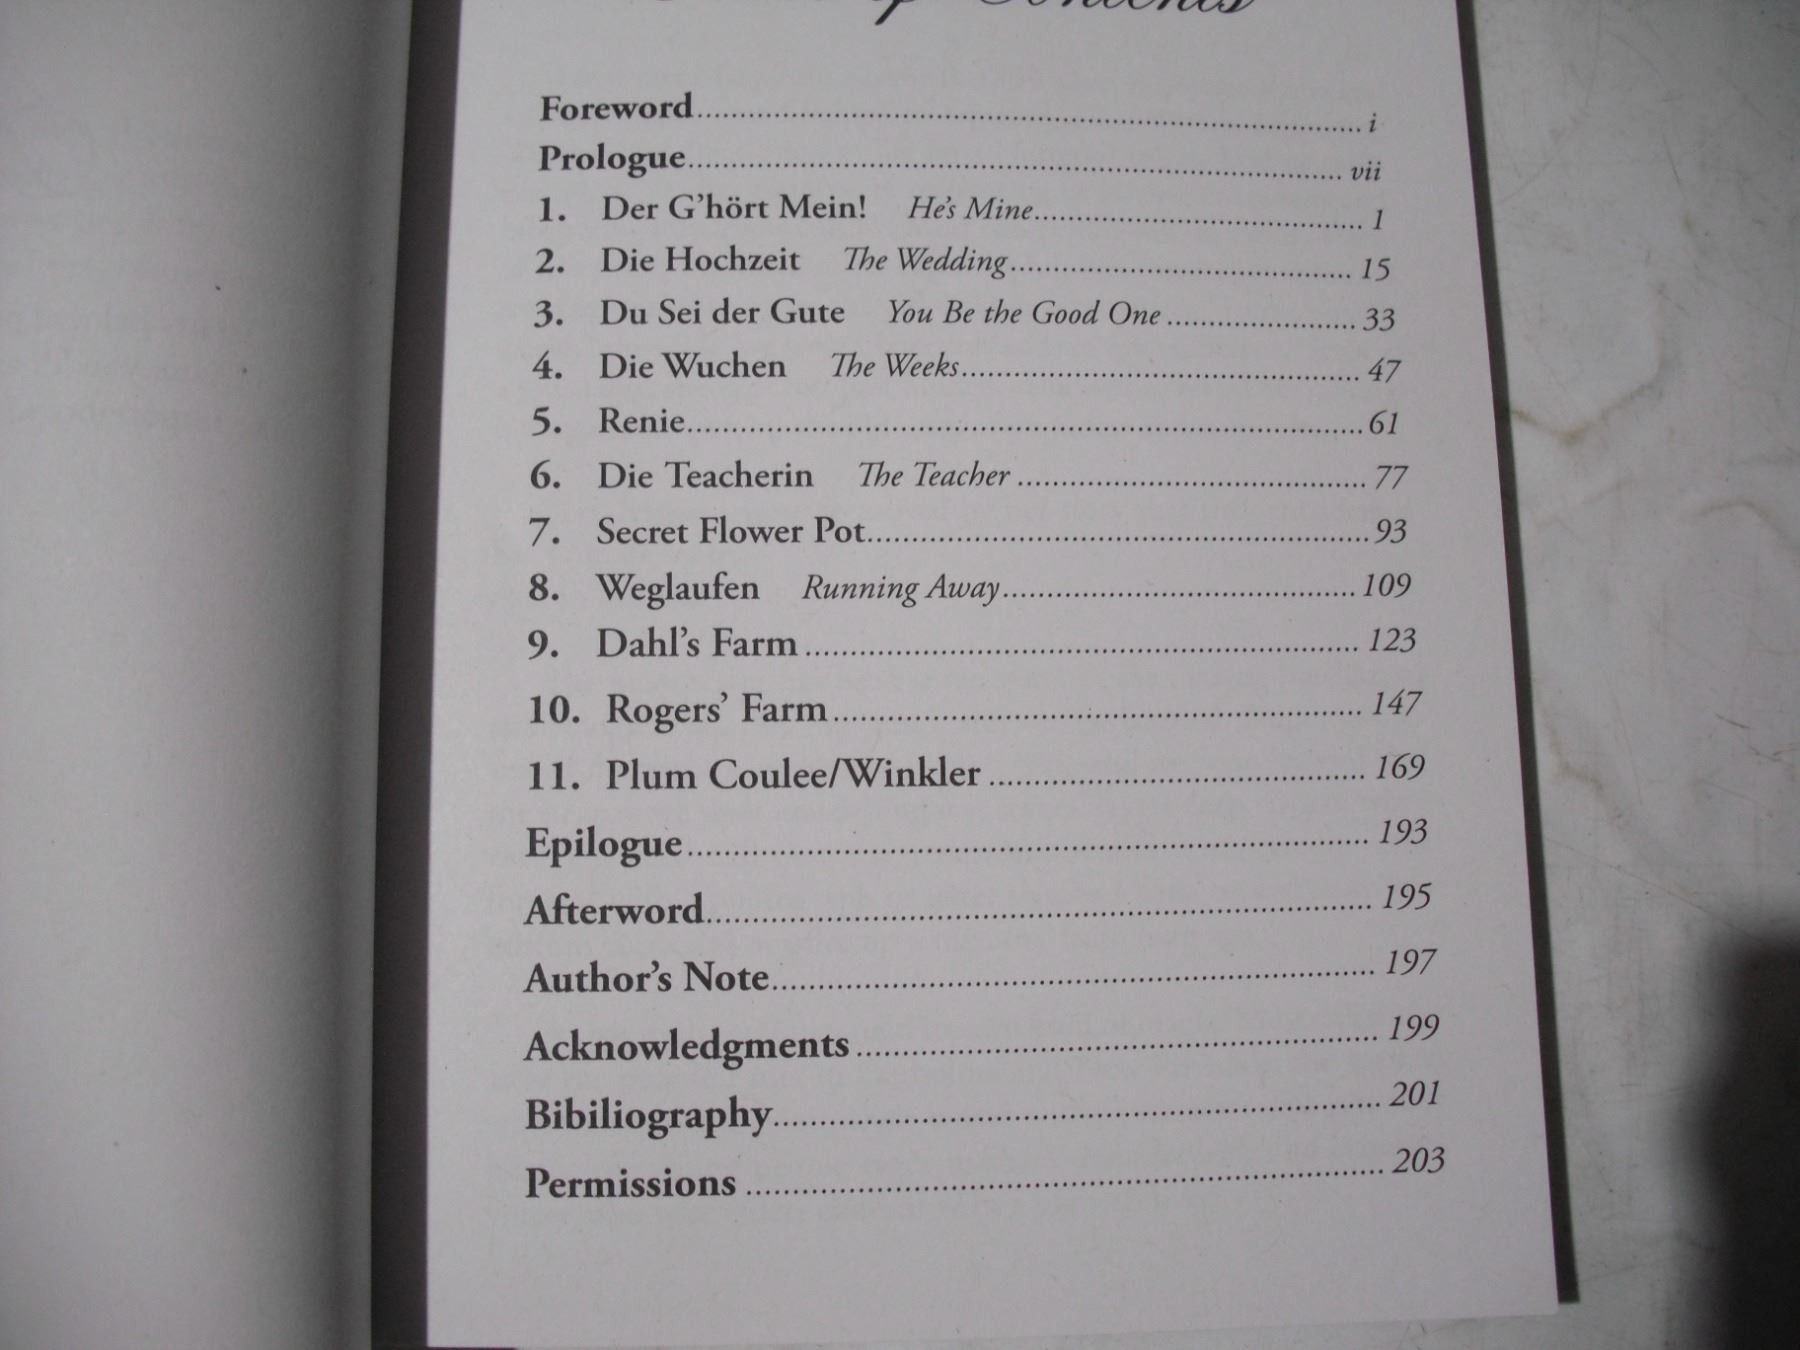 Contents
Foreword i
Prologue vii
1. Der G'hört Mein! He's Mine 1
2. Die Hochzeit The Wedding 15
3. Du Sei der Gute You Be the Good One 33
4. Die Wuchen The Weeks 47
5. Renie 61
6. Die Teacherin The Teacher 77
7. Secret Flower Pot 93
8. Weglaufen Running Away 109
9. Dahl's Farm 123
10. Rogers' Farm 147
11. Plum Coulee/Winkler 169
Epilogue 193
Afterword 195
Author's Note 197
Acknowledgments 199
Bibiliography 201
Permissions 203